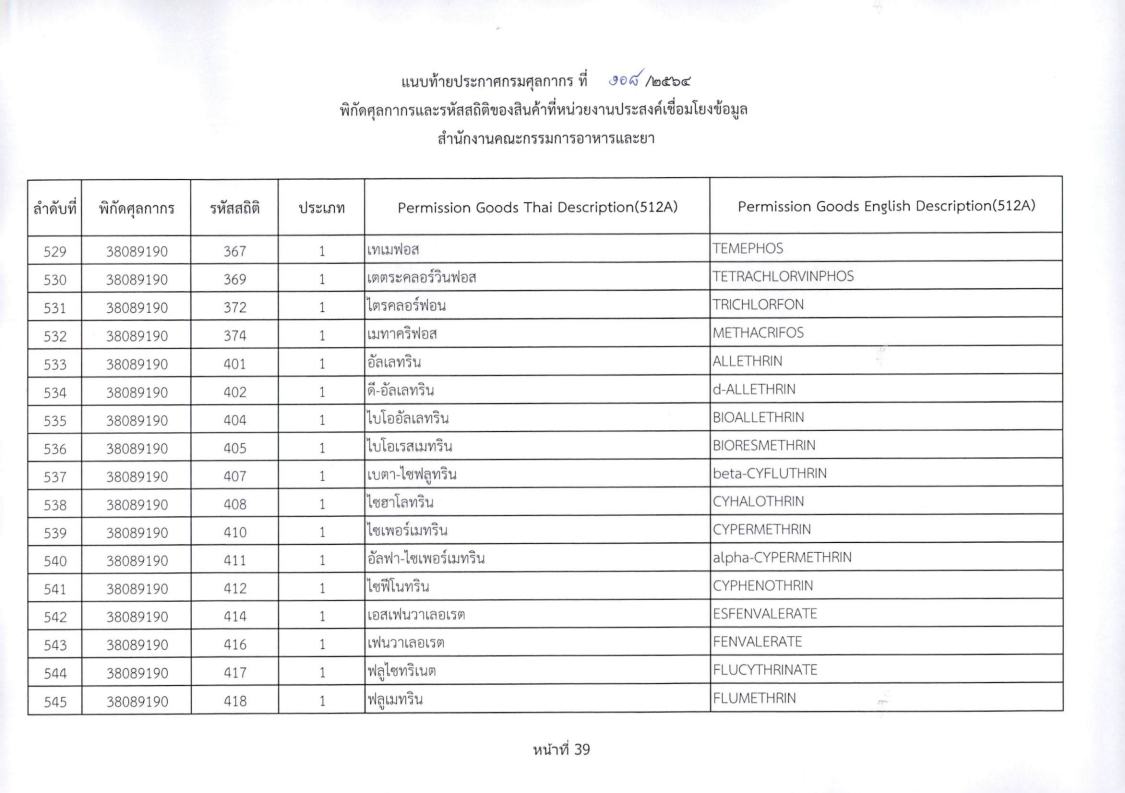 แนบท้ายประกาศกรมศุลกากร ที่ ๑๐๘ /๒๕๖๔
พิกัดศุลกากรและรหัสสถิติของสินค้าที่หน่วยงานประสงค์เชื่อมโยงข้อมูล
สำนักงานคณะกรรมการอาหารและยา
ลำดับที่ พิกัดศุลกากร รหัสสถิติ ประเภท Permission Goods Thai Description(512A) Permission Goods English Description(512A)
529 38089190 367 1 เทเมฟอส TEMEPHOS
530 38089190 369 1 เตตระคลอร์วินฟอส TETRACHLORVINPHOS
531 38089190 372 1 ไตรคลอร์ฟอน TRICHLORFON
532 38089190 374 1 เมทาคริฟอส METHACRIFOS
533 38089190 401 1 อัลเลทริน ALLETHRIN
534 38089190 402 1 ดี-อัลเลทริน d-ALLETHRIN
535 38089190 404 1 ไบโออัลเลทริน BIOALLETHRIN
536 38089190 405 1 ไบโอเรสเมทริน BIORESMETHRIN
537 38089190 407 1 เบตา-ไซฟลูทริน beta-CYFLUTHRIN
538 38089190 408 1 ไซฮาโลทริน CYHALOTHRIN
539 38089190 410 1 ไซเพอร์เมทริน CYPERMETHRIN
540 38089190 411 1 อัลฟา-ไซเพอร์เมทริน alpha-CYPERMETHRIN
541 38089190 412 1 ไซฟีโนทริน CYPHENOTHRIN
542 38089190 414 1 เอสเฟนวาเลอเรต ESFENVALERATE
543 38089190 416 1 เฟนวาเลอเรต FENVALERATE
544 38089190 417 1 ฟลูไซทริเนต FLUCYTHRINATE
545 38089190 418 1 ฟลูเมทริน FLUMETHRIN
หน้าที่ 39